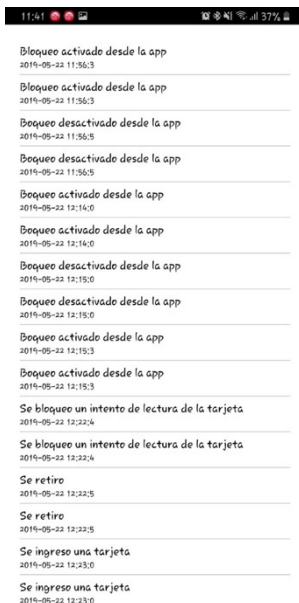 11:41 37%
Bloqueo activado desde la app
2019-05-22 11:56:3
Bloqueo activado desde la app
2019-05-22 11:56:3
Boqueo desactivado desde la app
2019-05-22 11:56:5
Boqueo desactivado desde la app
2019-05-22 11:56:5
Boqueo activado desde la app
2019-05-22 12:14:0
Boqueo activado desde la app
2019-05-22 12:14:0
Boqueo desactivado desde la app
2019-05-22 12:15:0
Boqueo desactivado desde la app
2019-05-22 12:15:0
Boqueo activado desde la app
2019-05-22 12:15:3
Boqueo activado desde la app
2019-05-22 12:15:3
Se bloqueo un intento de lectura de la tarjeta
2019-05-22 12:22:4
Se bloqueo un intento de lectura de la tarjeta
2019-05-22 12:22:4
Se retiro
2019-05-22 12:22:5
Se retiro
2019-05-22 12:22:5
Se ingreso una tarjeta
2019-05-22 12:23:0
Se ingreso una tarjeta
2019-05-22 12:23:0